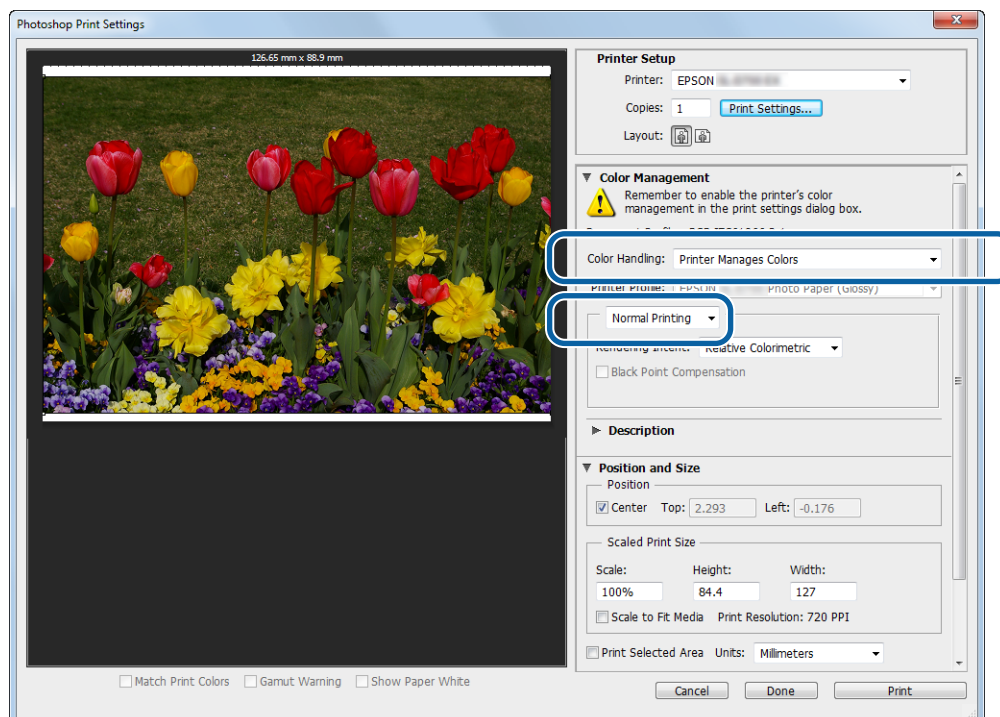 Photoshop Print Settings
126.65 mm x 88.9 mm
Printer Setup
Printer: EPSON
Copies: 1 Print Settings...
Layout:
Color Management
Remember to enable the printer's color
management in the print settings dialog box.
Color Handling: Printer Manages Colors
Printer Profile: EPSON Photo Paper (Glossy)
Normal Printing
Rendering Intent: Relative Colorimetric
Black Point Compensation
Description
Position and Size
Position
Center Top: 2.293 Left: -0.176
Scaled Print Size
Scale: Height: Width:
100% 84.4 127
Scale to Fit Media Print Resolution: 720 PPI
Print Selected Area Units: Millimeters
Match Print Colors Gamut Warning Show Paper White
Cancel Done Print